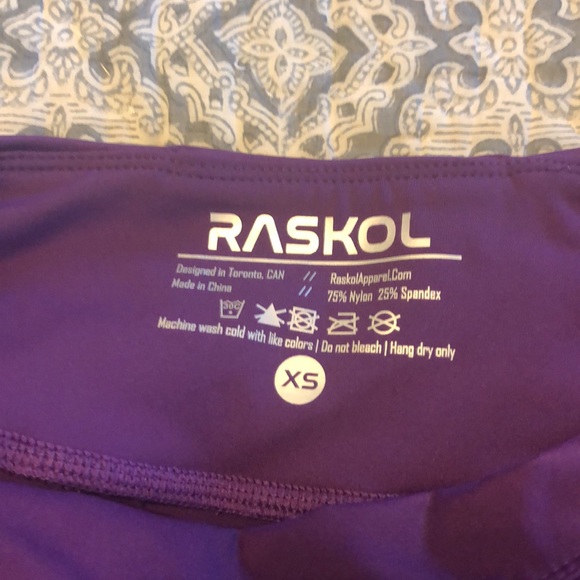 RASKOL
Designed in Toronto, CAN // RaskolApparel.Com
Made in China // 75% Nylon 25% Spandex
Machine wash cold with like colors | Do not bleach | Hang dry only
XS